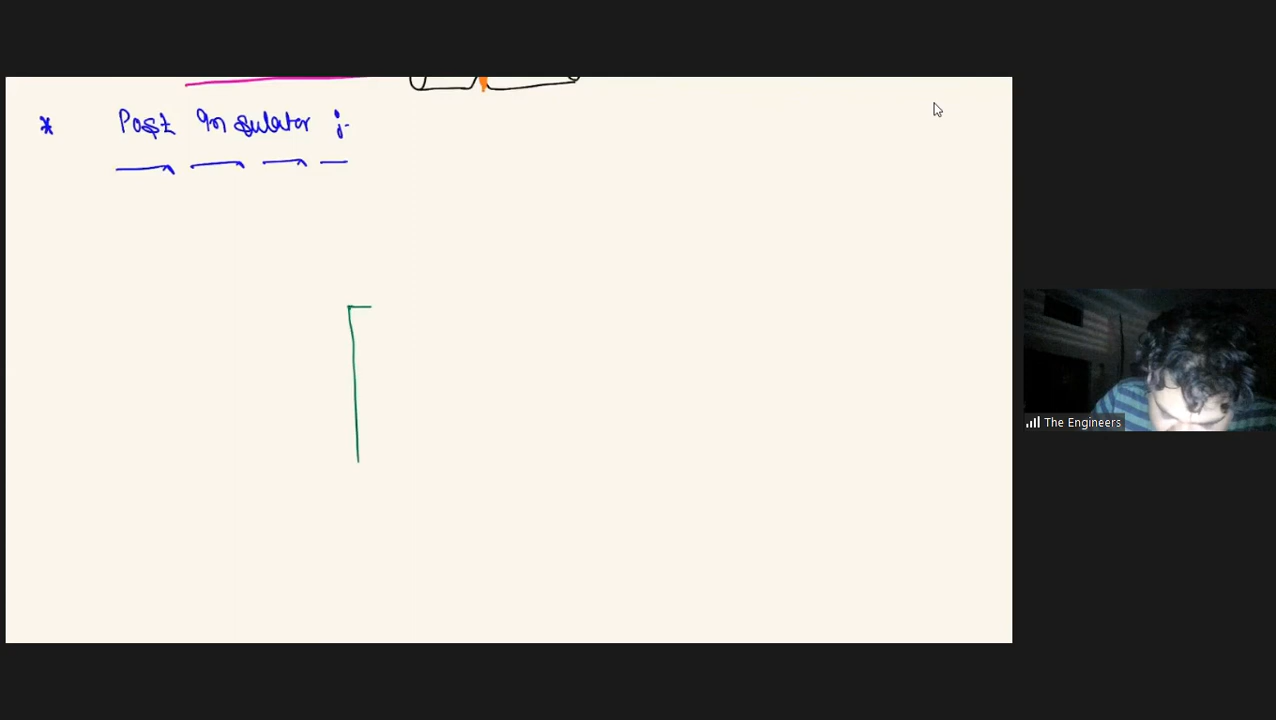 * Post Insulator :-
The Engineers